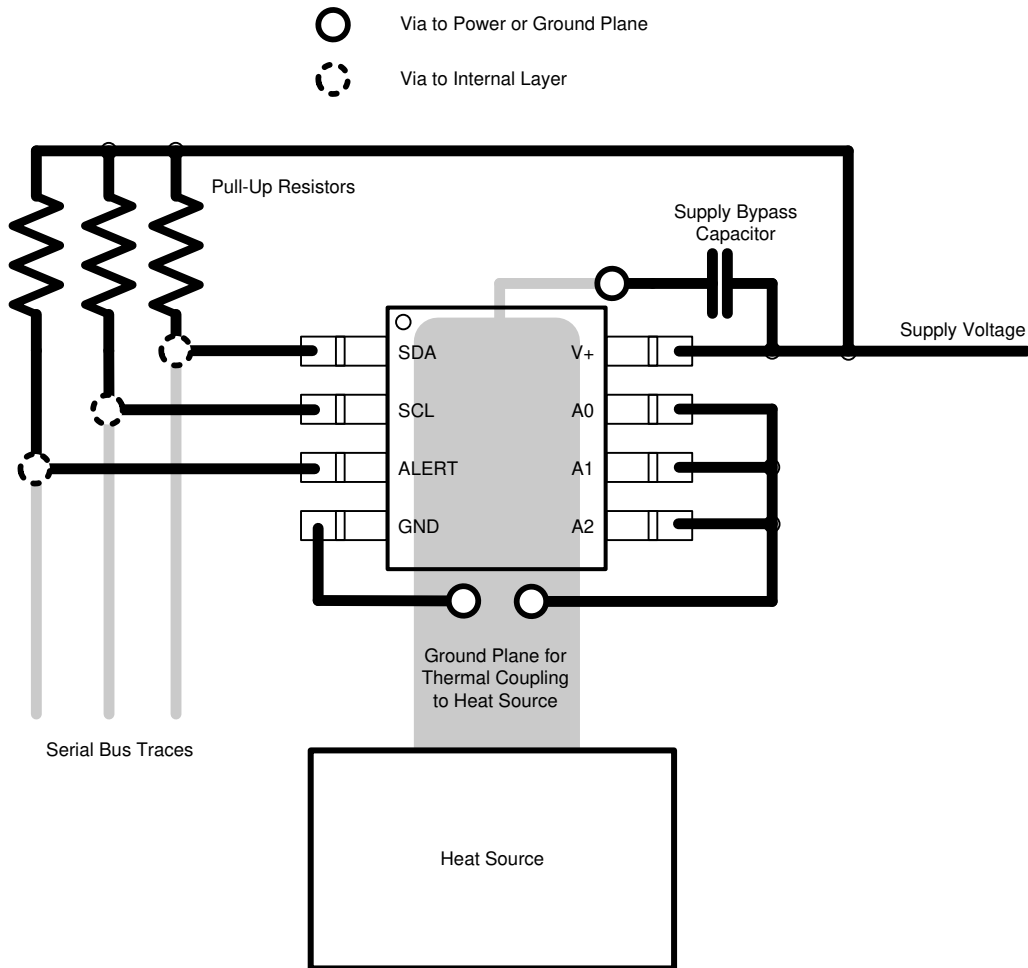 Via to Power or Ground Plane
Via to Internal Layer
Pull-Up Resistors
Supply Bypass
Capacitor
Supply Voltage
SDA
V+
SCL
A0
ALERT
A1
GND
A2
Ground Plane for
Thermal Coupling
to Heat Source
Serial Bus Traces
Heat Source